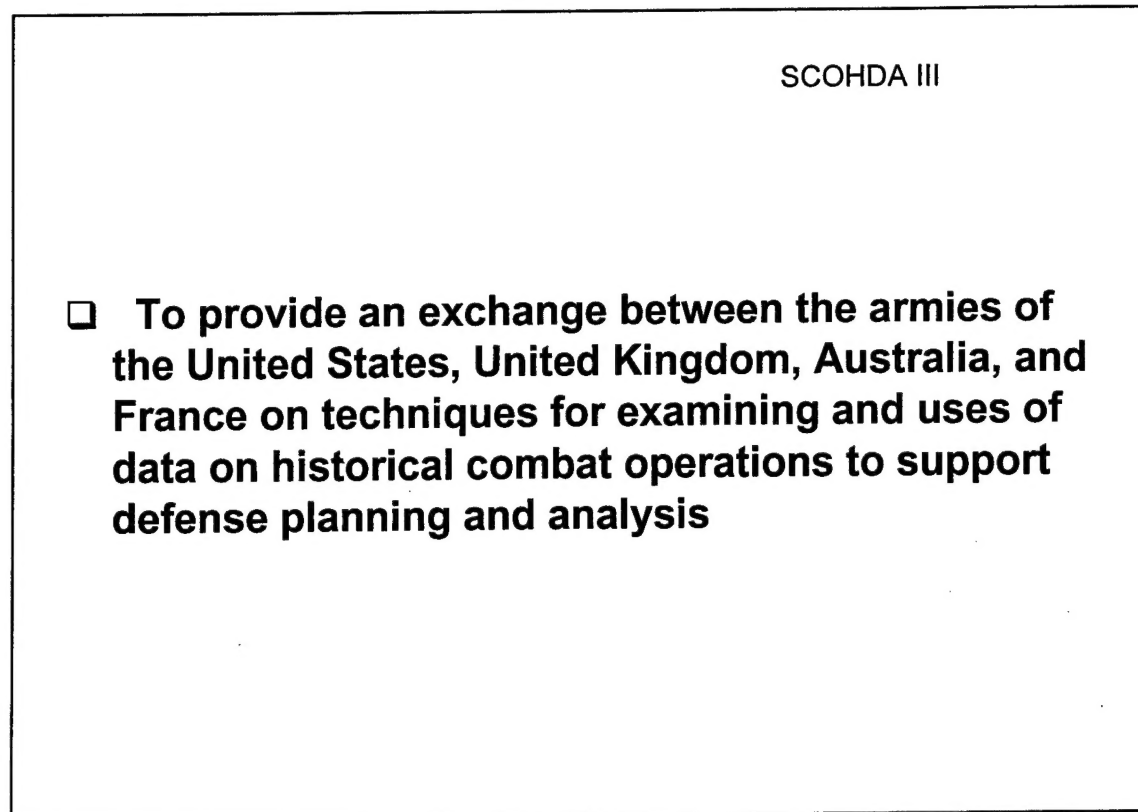 SCOHDA III
❑ To provide an exchange between the armies of
the United States, United Kingdom, Australia, and
France on techniques for examining and uses of
data on historical combat operations to support
defense planning and analysis